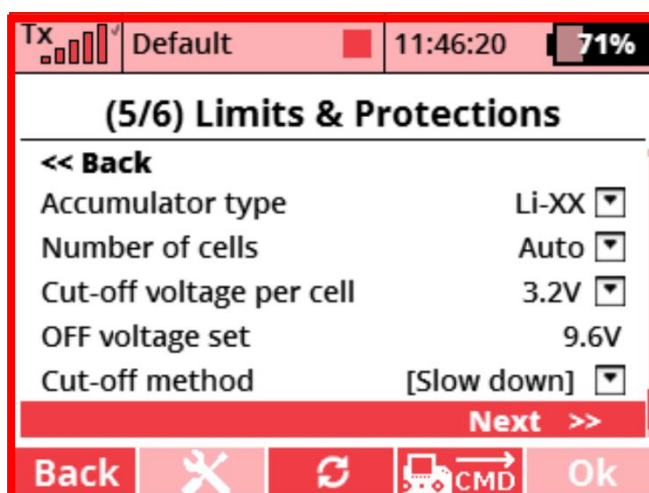 Tx Default 11:46:20 71%
(5/6) Limits & Protections
<< Back
Accumulator type Li-XX
Number of cells Auto
Cut-off voltage per cell 3.2V
OFF voltage set 9.6V
Cut-off method [Slow down]
Next >>
Back CMD Ok